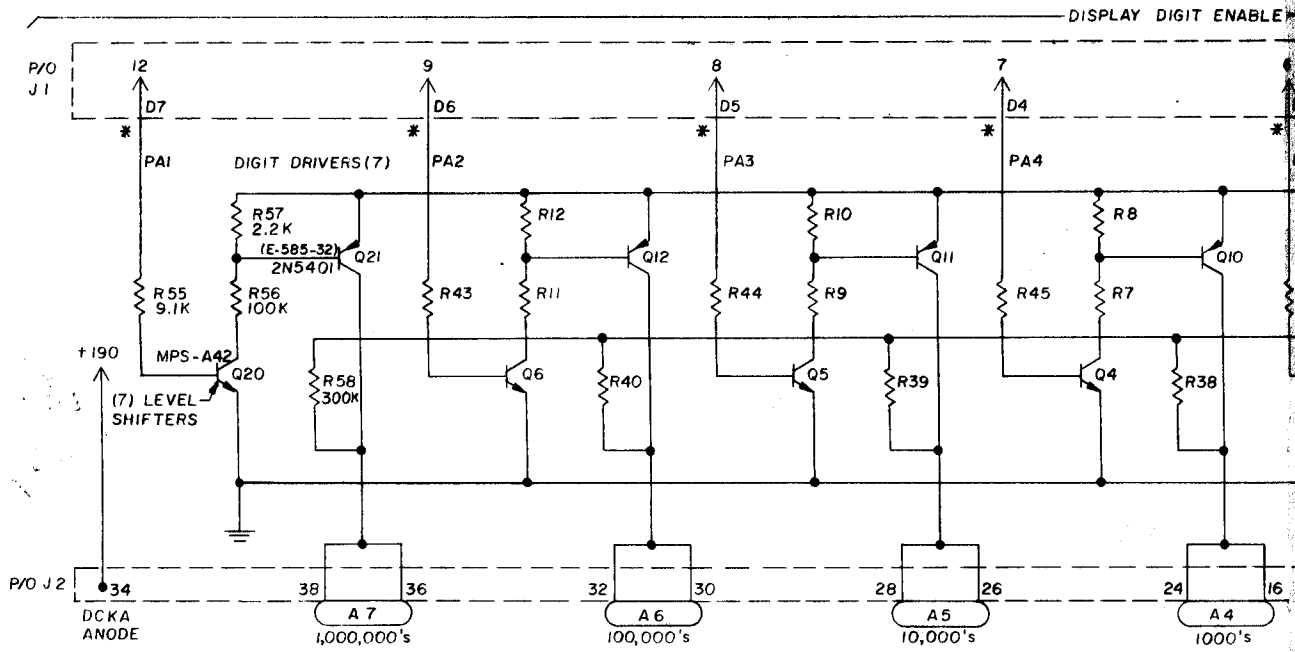 DISPLAY DIGIT ENABLE
P/O J1
12
9
8
7
D7
D6
D5
D4
*
*
*
*
*
PA1
DIGIT DRIVERS(7)
PA2
PA3
PA4
R57
2.2K
R12
R10
R8
(E-585-32)
2N5401
Q21
Q12
Q11
Q10
R55
9.1K
R56
100K
R43
R11
R44
R9
R45
R7
+190
MPS-A42
Q20
R58
300K
Q6
R40
Q5
R39
Q4
R38
(7) LEVEL
SHIFTERS
P/O J2
34
38
36
32
30
28
26
24
16
DCKA
ANODE
A7
A6
A5
A4
1,000,000's
100,000's
10,000's
1000's